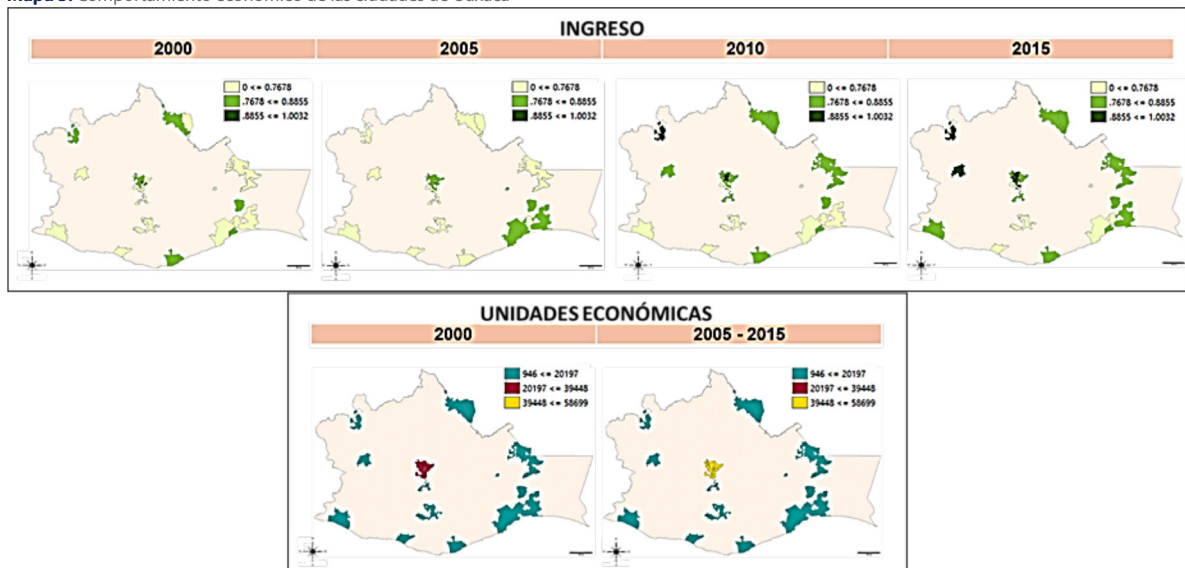 Mapa 3. Comportamiento económico de las ciudades de Oaxaca
INGRESO
2000 2005 2010 2015
0 <= 0.7678
.7678 <= 0.8855
.8855 <= 1.0032
0 <= 0.7678
.7678 <= 0.8855
.8855 <= 1.0032
0 <= 0.7678
.7678 <= 0.8855
.8855 <= 1.0032
0 <= 0.7678
.7678 <= 0.8855
.8855 <= 1.0032
UNIDADES ECONÓMICAS
2000 2005 - 2015
946 <= 20197
20197 <= 39448
39448 <= 58699
946 <= 20197
20197 <= 39448
39448 <= 58699